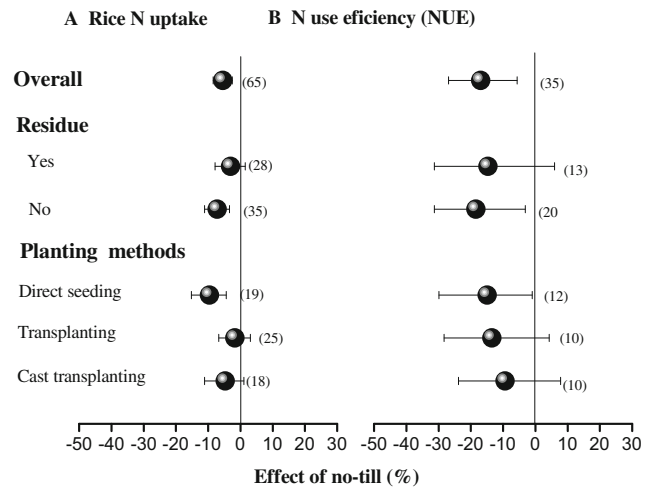 A Rice N uptake B N use eficiency (NUE)
Overall (65) (35)
Residue
Yes (28) (13)
No (35) (20
Planting methods
Direct seeding (19) (12)
Transplanting (25) (10)
Cast transplanting (18) (10)
-50 -40 -30 -20 -10 0 10 20 30 -50 -40 -30 -20 -10 0 10 20 30
Effect of no-till (%)